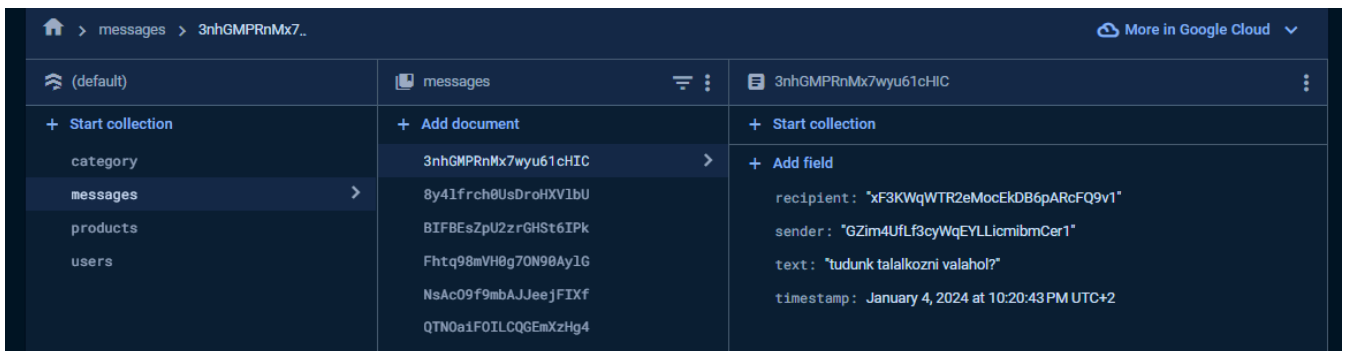 messages > 3nhGMPRnMx7..
More in Google Cloud
(default)
messages
3nhGMPRnMx7wyu61cHIC
+ Start collection
+ Add document
+ Start collection
category
messages
products
users
3nhGMPRnMx7wyu61cHIC
8y4lfrch0UsDroHXVlbU
BIFBEsZpU2zrGHSt6IPk
Fhtq98mVH0g7ON90AylG
NsAcO9f9mbAJJeejFIXf
QTNOaiFOILCQGEmXzHg4
+ Add field
recipient: "xF3KWqWTR2eMocEkDB6pARcFQ9v1"
sender: "GZim4UfLf3cyWqEYLLicmibmCer1"
text: "tudunk talalkozni valahol?"
timestamp: January 4, 2024 at 10:20:43 PM UTC+2